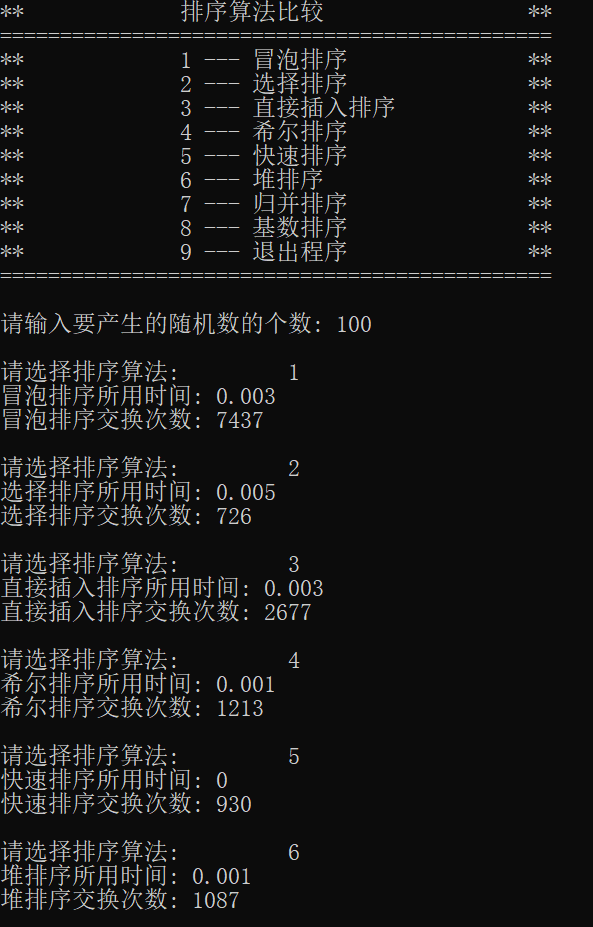 **             排序算法比较                 **
==============================================
**             1 --- 冒泡排序               **
**             2 --- 选择排序               **
**             3 --- 直接插入排序           **
**             4 --- 希尔排序               **
**             5 --- 快速排序               **
**             6 --- 堆排序                 **
**             7 --- 归并排序               **
**             8 --- 基数排序               **
**             9 --- 退出程序               **
==============================================
请输入要产生的随机数的个数: 100
请选择排序算法:         1
冒泡排序所用时间: 0.003
冒泡排序交换次数: 7437
请选择排序算法:         2
选择排序所用时间: 0.005
选择排序交换次数: 726
请选择排序算法:         3
直接插入排序所用时间: 0.003
直接插入排序交换次数: 2677
请选择排序算法:         4
希尔排序所用时间: 0.001
希尔排序交换次数: 1213
请选择排序算法:         5
快速排序所用时间: 0
快速排序交换次数: 930
请选择排序算法:         6
堆排序所用时间: 0.001
堆排序交换次数: 1087